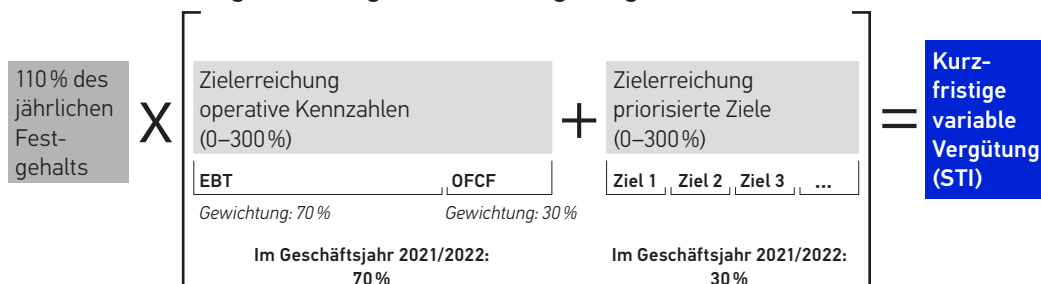 110 % des
jährlichen
Fest-
gehalts
X
Zielerreichung
operative Kennzahlen
(0–300 %)
EBT
OFCF
Gewichtung: 70 %
Gewichtung: 30 %
Im Geschäftsjahr 2021/2022:
70 %
+
Zielerreichung
priorisierte Ziele
(0–300 %)
Ziel 1
Ziel 2
Ziel 3
...
Im Geschäftsjahr 2021/2022:
30 %
=
Kurz-
fristige
variable
Vergütung
(STI)